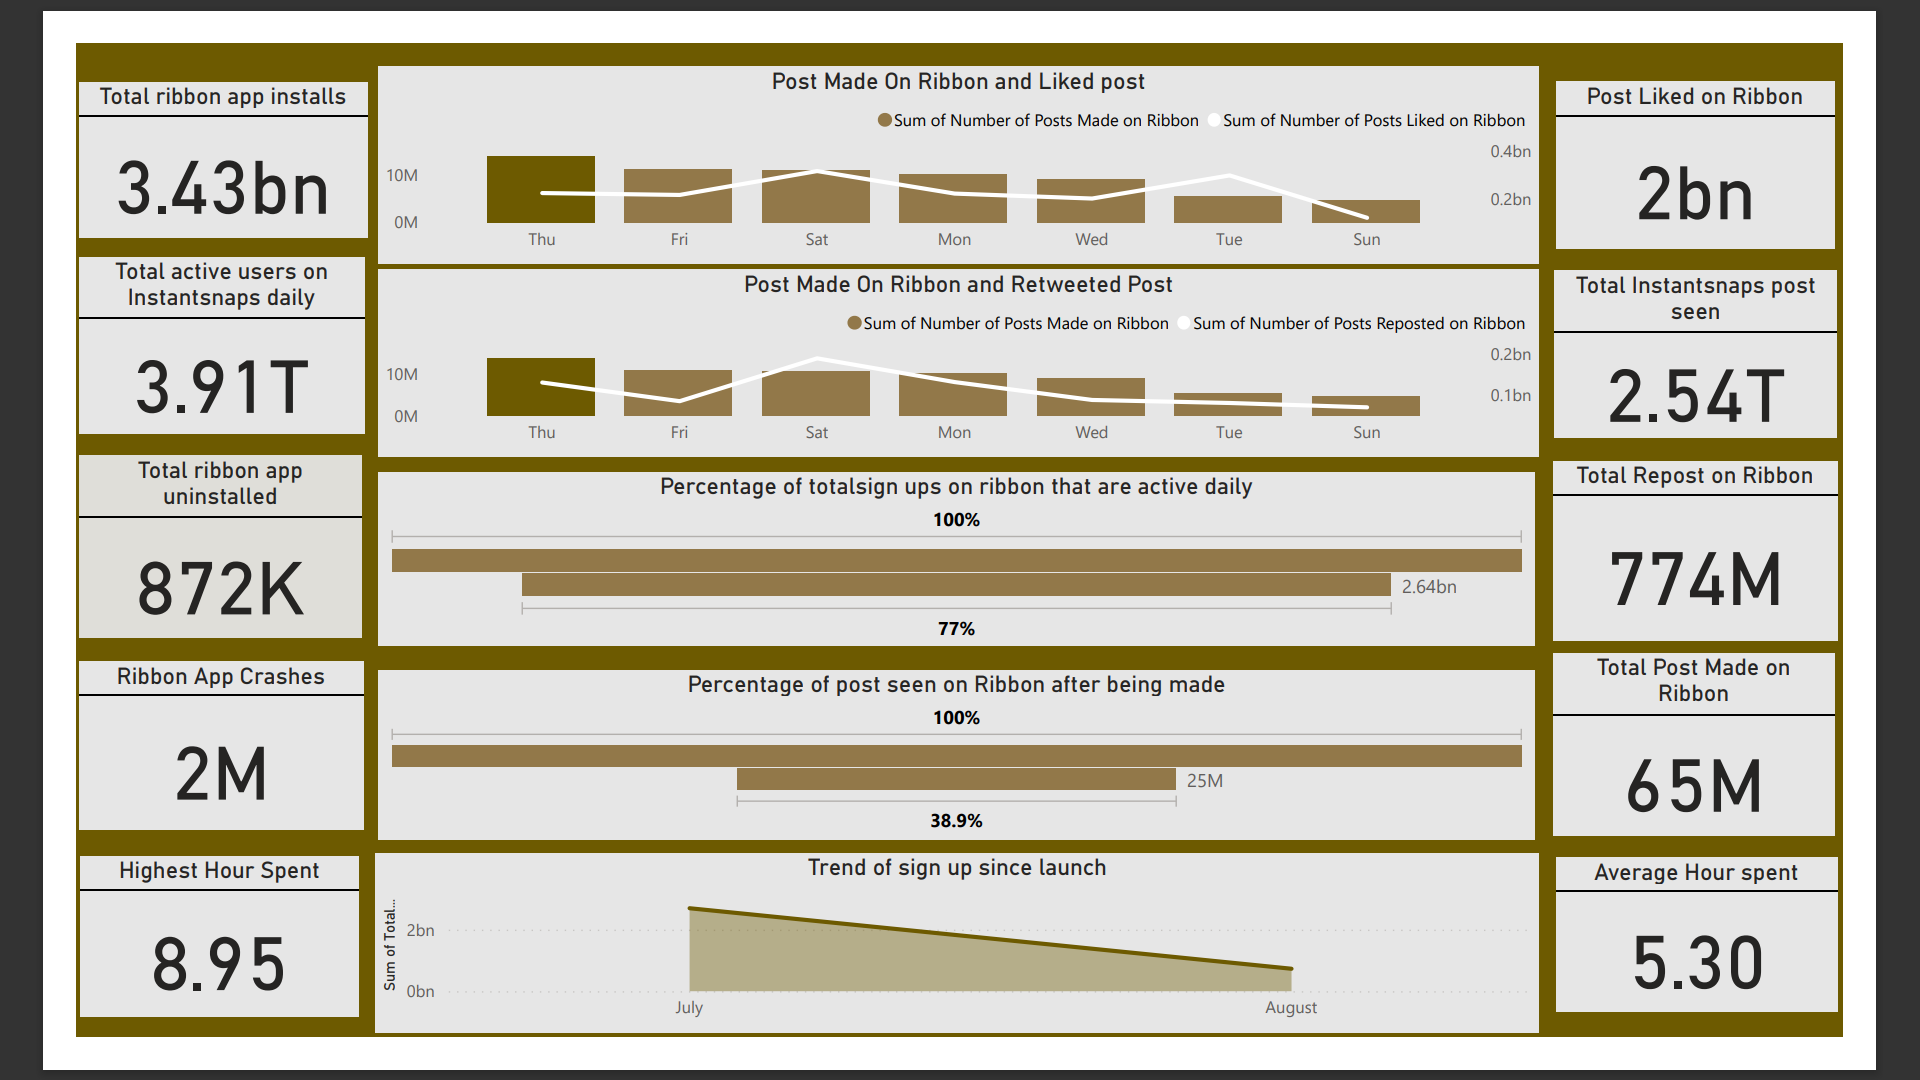 Total ribbon app installs
3.43bn
Total active users on
Instantsnaps daily
3.91T
Total ribbon app
uninstalled
872K
Ribbon App Crashes
2M
Highest Hour Spent
8.95
Post Made On Ribbon and Liked post
Sum of Number of Posts Made on Ribbon Sum of Number of Posts Liked on Ribbon
0.4bn
10M
0.2bn
0M
Thu Fri Sat Mon Wed Tue Sun
Post Made On Ribbon and Retweeted Post
Sum of Number of Posts Made on Ribbon Sum of Number of Posts Reposted on Ribbon
0.2bn
10M
0.1bn
0M
Thu Fri Sat Mon Wed Tue Sun
Percentage of totalsign ups on ribbon that are active daily
100%
2.64bn
77%
Percentage of post seen on Ribbon after being made
100%
25M
38.9%
Trend of sign up since launch
Sum of Total...
2bn
0bn
July August
Post Liked on Ribbon
2bn
Total Instantsnaps post
seen
2.54T
Total Repost on Ribbon
774M
Total Post Made on
Ribbon
65M
Average Hour spent
5.30